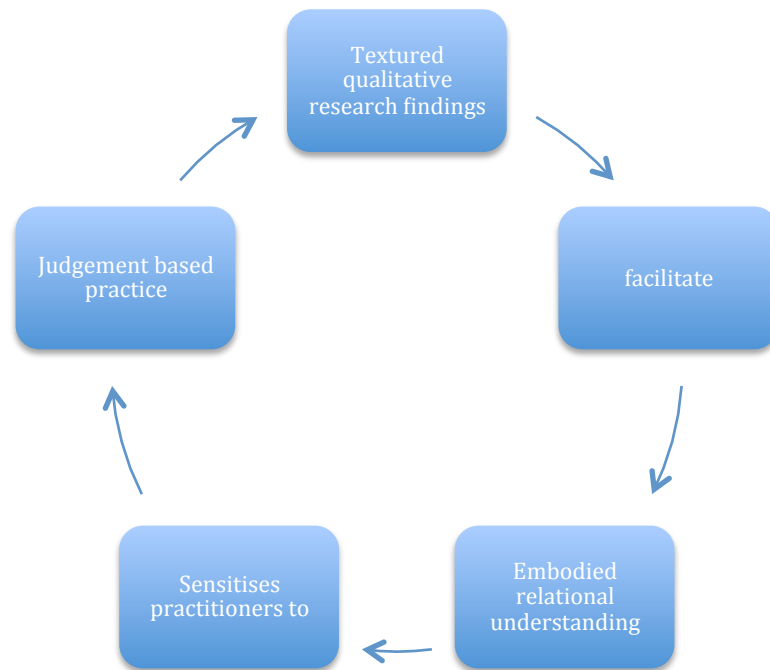 Textured
qualitative
research findings
facilitate
Embodied
relational
understanding
Sensitises
practitioners to
Judgement based
practice